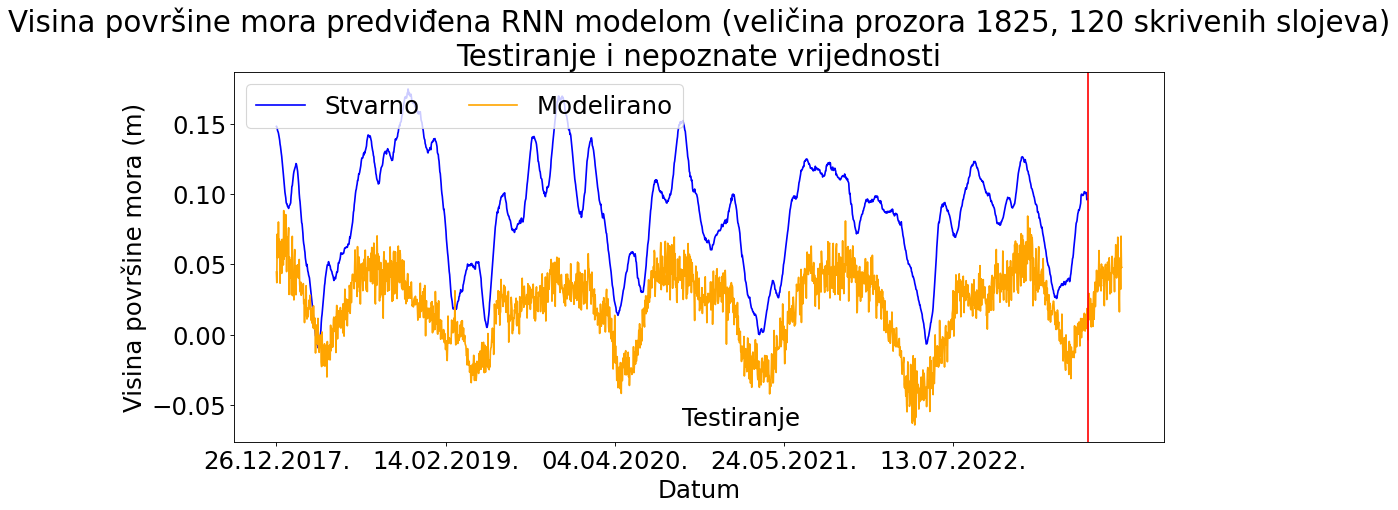 Visina površine mora predviđena RNN modelom (veličina prozora 1825, 120 skrivenih slojeva)
Testiranje i nepoznate vrijednosti
Stvarno Modelirano
Visina površine mora (m)
0.15
0.10
0.05
0.00
−0.05
Testiranje
26.12.2017. 14.02.2019. 04.04.2020. 24.05.2021. 13.07.2022.
Datum